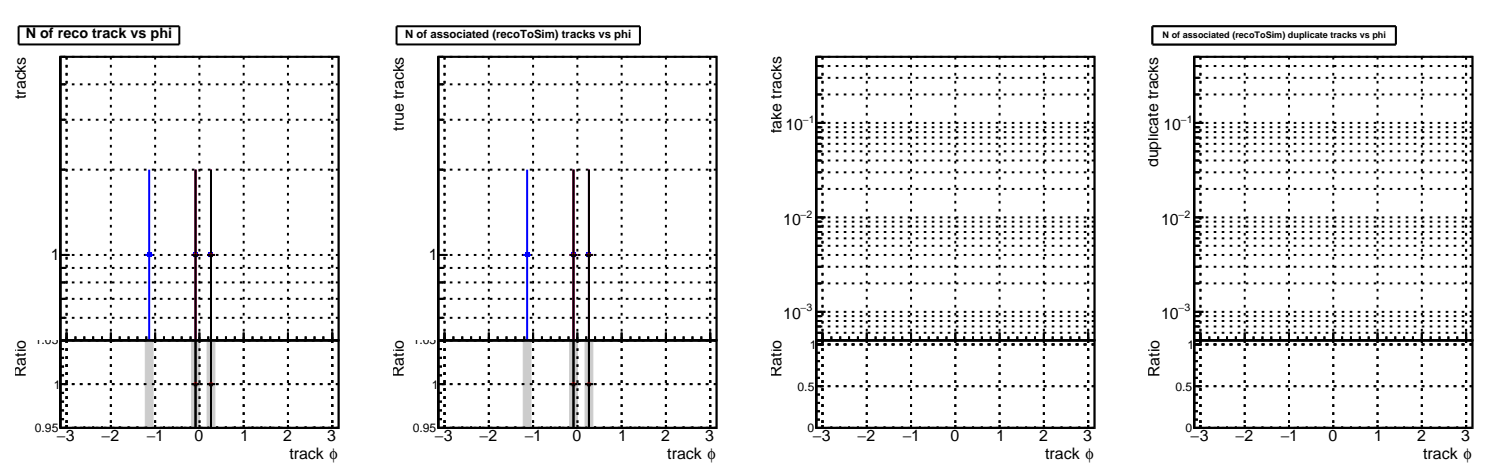 N of reco track vs phi
tracks
1
Ratio
1.05
1
0.95
−3 −2 −1 0 1 2 3
track ϕ
N of associated (recoToSim) tracks vs phi
true tracks
1
Ratio
1.05
1
0.95
−3 −2 −1 0 1 2 3
track ϕ
fake tracks
10⁻¹
10⁻²
10⁻³
Ratio
1
0.5
0
−3 −2 −1 0 1 2 3
track ϕ
N of associated (recoToSim) duplicate tracks vs phi
duplicate tracks
10⁻¹
10⁻²
10⁻³
Ratio
1
0.5
0
−3 −2 −1 0 1 2 3
track ϕ